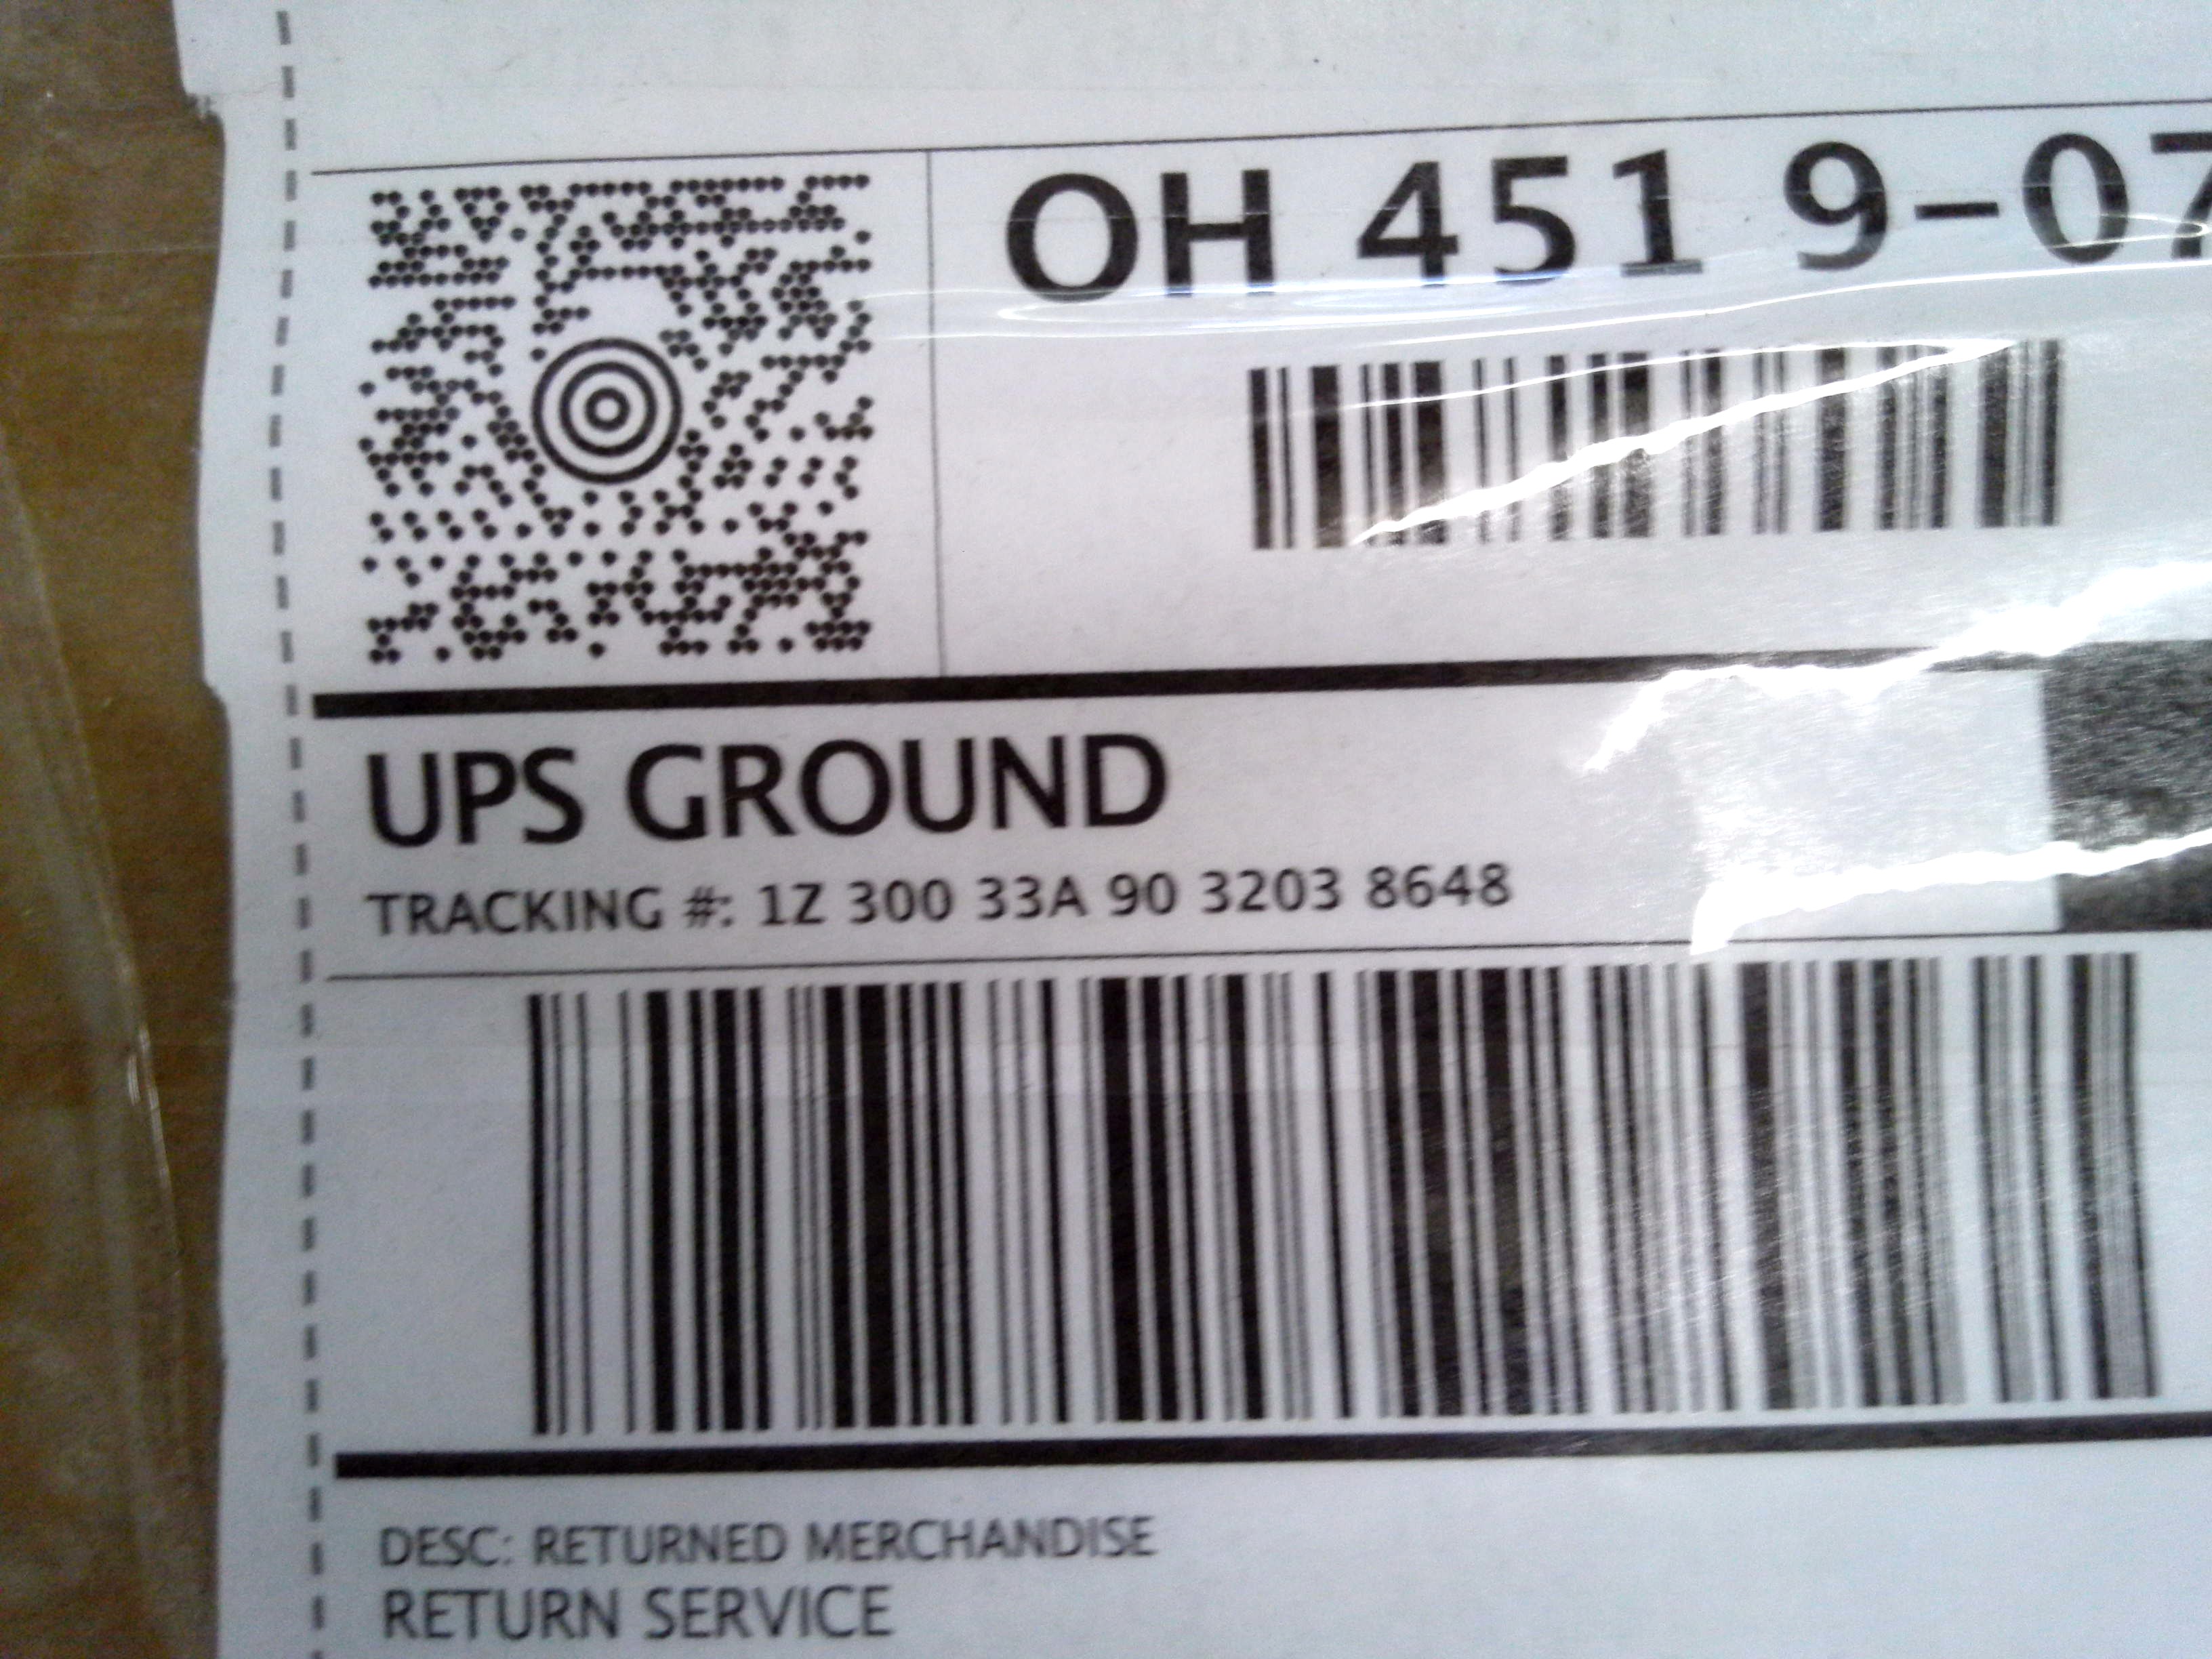 OH 451 9-07
UPS GROUND
TRACKING #: 1Z 300 33A 90 3203 8648
DESC: RETURNED MERCHANDISE
RETURN SERVICE